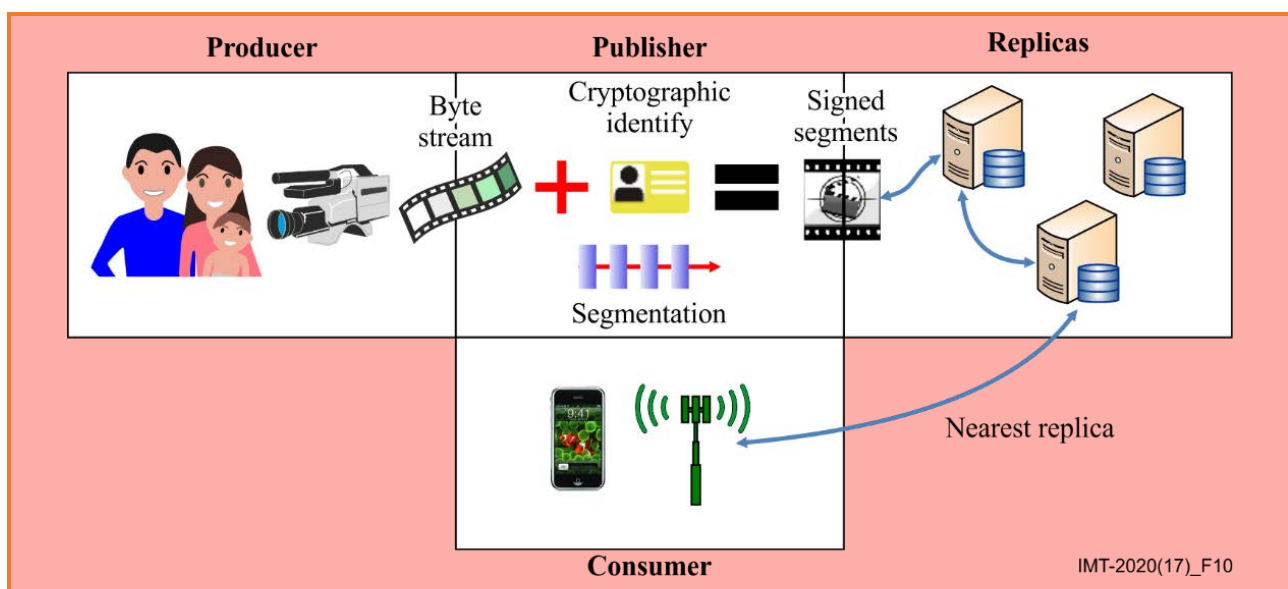 Producer
Publisher
Replicas
Byte
stream
Cryptographic
identify
Signed
segments
Segmentation
9:41
Nearest replica
Consumer
IMT-2020(17)_F10